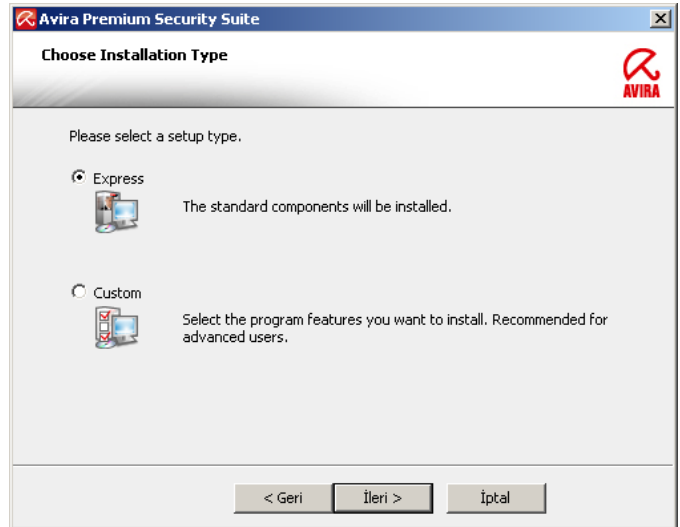 Avira Premium Security Suite
Choose Installation Type
AVIRA
Please select a setup type.
Express
The standard components will be installed.
Custom
Select the program features you want to install. Recommended for
advanced users.
< Geri
İleri >
İptal